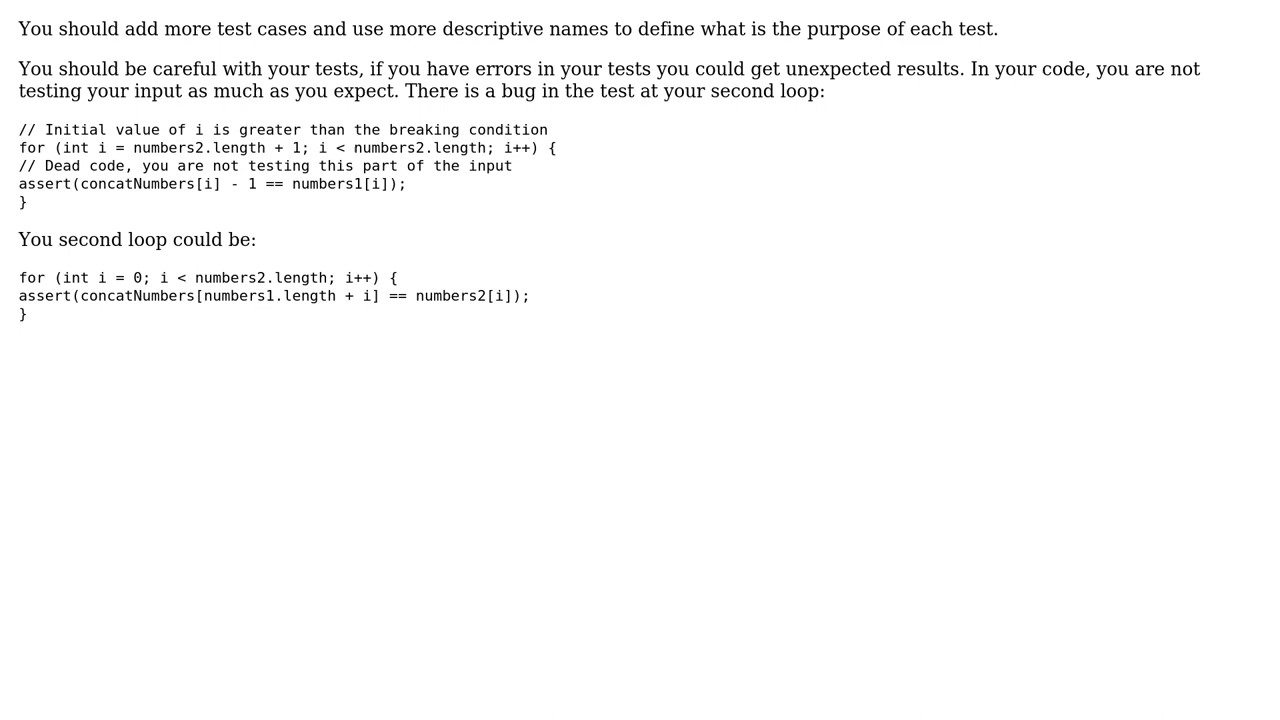 You should add more test cases and use more descriptive names to define what is the purpose of each test.
You should be careful with your tests, if you have errors in your tests you could get unexpected results. In your code, you are not
testing your input as much as you expect. There is a bug in the test at your second loop:
// Initial value of i is greater than the breaking condition
for (int i = numbers2.length + 1; i < numbers2.length; i++) {
// Dead code, you are not testing this part of the input
assert(concatNumbers[i] - 1 == numbers1[i]);
}
You second loop could be:
for (int i = 0; i < numbers2.length; i++) {
assert(concatNumbers[numbers1.length + i] == numbers2[i]);
}